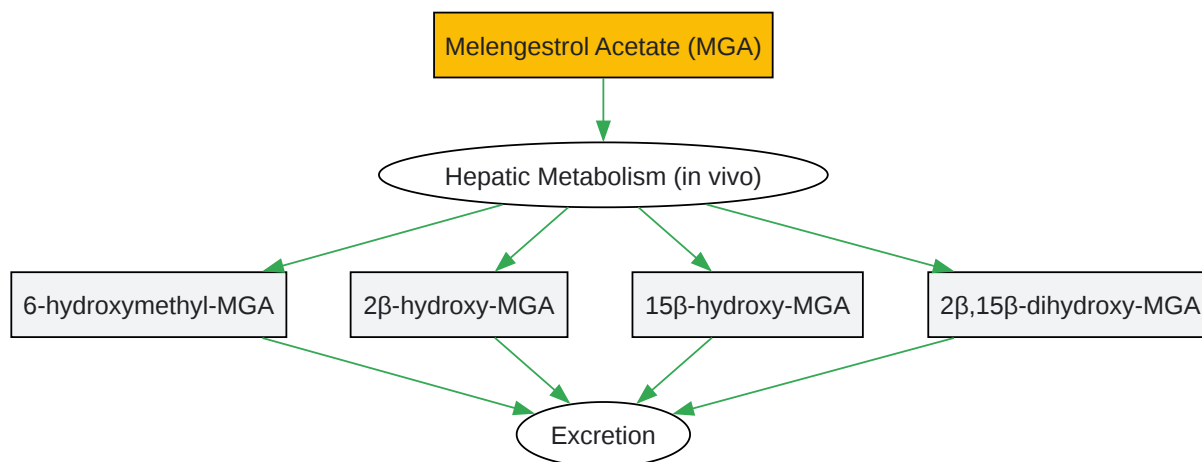 Melengestrol Acetate (MGA)
Hepatic Metabolism (in vivo)
6-hydroxymethyl-MGA
2β-hydroxy-MGA
15β-hydroxy-MGA
2β,15β-dihydroxy-MGA
Excretion